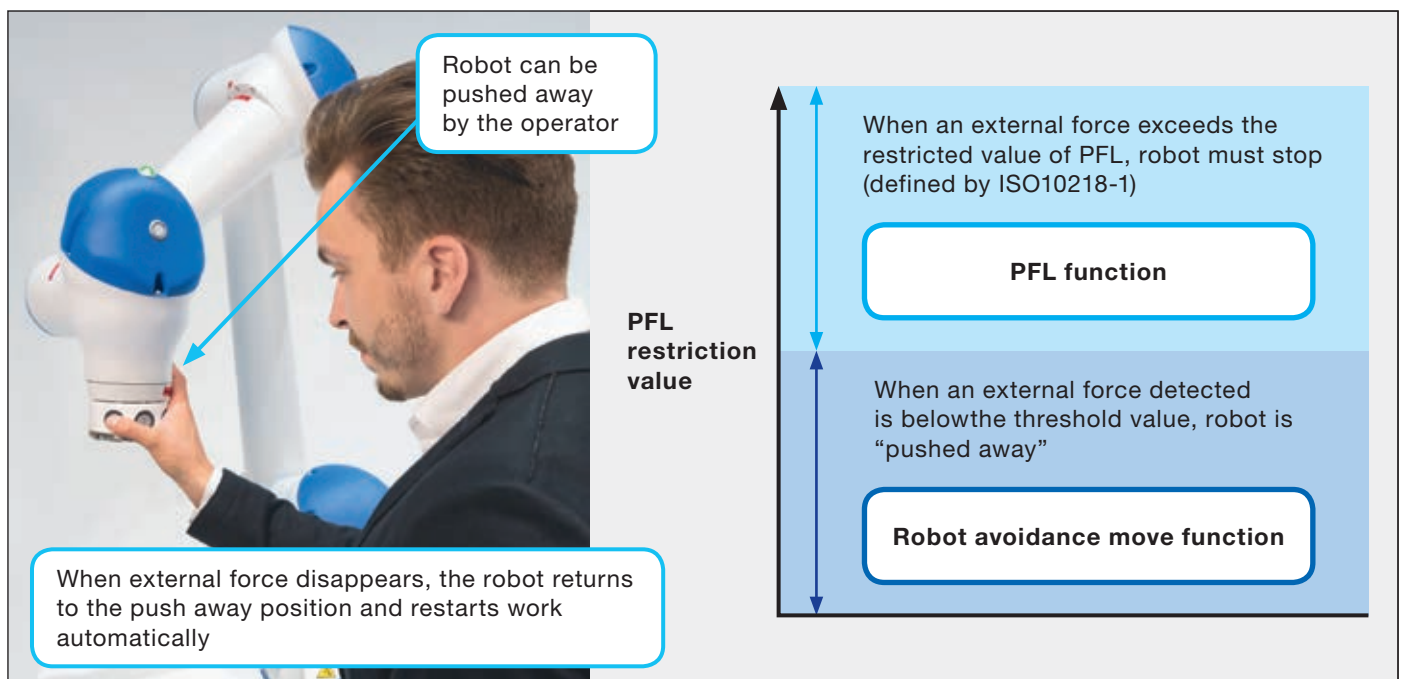 Robot can be
pushed away
by the operator
When external force disappears, the robot returns
to the push away position and restarts work
automatically
PFL
restriction
value
When an external force exceeds the
restricted value of PFL, robot must stop
(defined by ISO10218-1)
PFL function
When an external force detected
is belowthe threshold value, robot is
“pushed away”
Robot avoidance move function